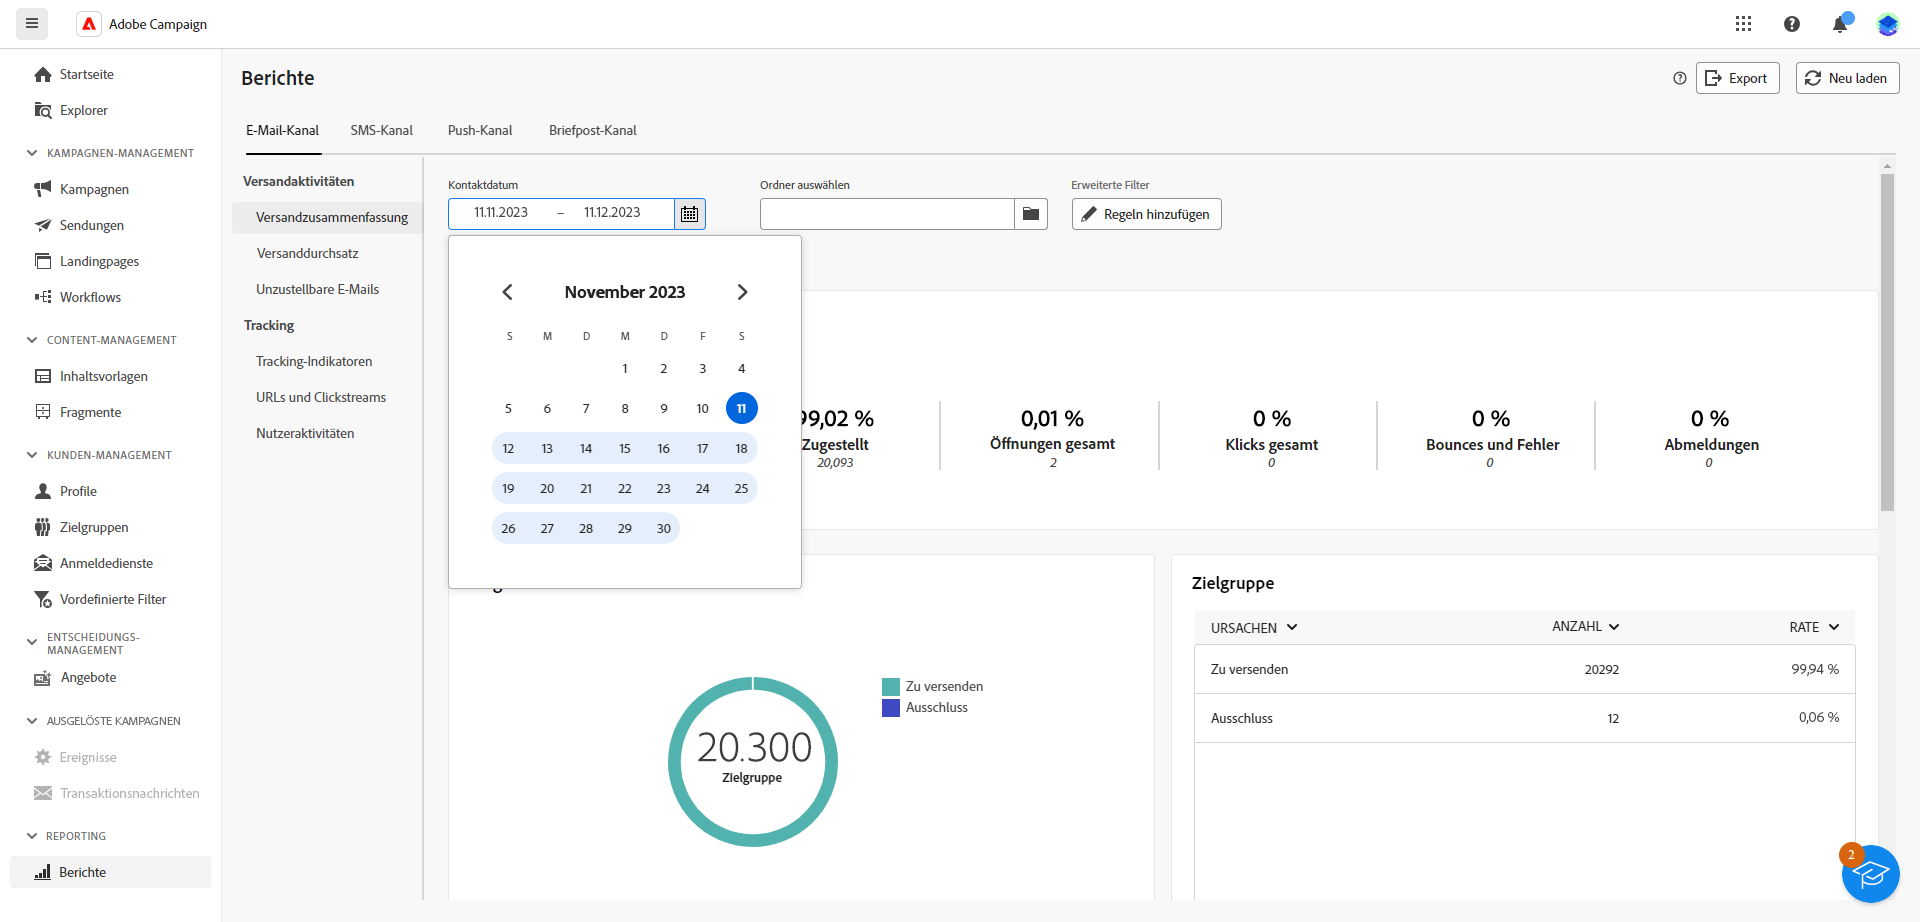 Adobe Campaign
Startseite
Explorer
KAMPAGNEN-MANAGEMENT
Kampagnen
Sendungen
Landingpages
Workflows
CONTENT-MANAGEMENT
Inhaltsvorlagen
Fragmente
KUNDEN-MANAGEMENT
Profile
Zielgruppen
Anmeldedienste
Vordefinierte Filter
ENTSCHEIDUNGS-
MANAGEMENT
Angebote
AUSGELÖSTE KAMPAGNEN
Ereignisse
Transaktionsnachrichten
REPORTING
Berichte
Berichte
Export
Neu laden
E-Mail-Kanal SMS-Kanal Push-Kanal Briefpost-Kanal
Versandaktivitäten
Versandzusammenfassung
Versanddurchsatz
Unzustellbare E-Mails
Tracking
Tracking-Indikatoren
URLs und Clickstreams
Nutzeraktivitäten
Kontaktdatum
11.11.2023 – 11.12.2023
Ordner auswählen
Erweiterte Filter
Regeln hinzufügen
November 2023
S M D M D F S
1 2 3 4
5 6 7 8 9 10 11
12 13 14 15 16 17 18
19 20 21 22 23 24 25
26 27 28 29 30
99,02 %
Zugestellt
20,093
0,01 %
Öffnungen gesamt
2
0 %
Klicks gesamt
0
0 %
Bounces und Fehler
0
0 %
Abmeldungen
0
20.300
Zielgruppe
Zu versenden
Ausschluss
Zielgruppe
URSACHEN ANZAHL RATE
Zu versenden 20292 99,94 %
Ausschluss 12 0,06 %
2